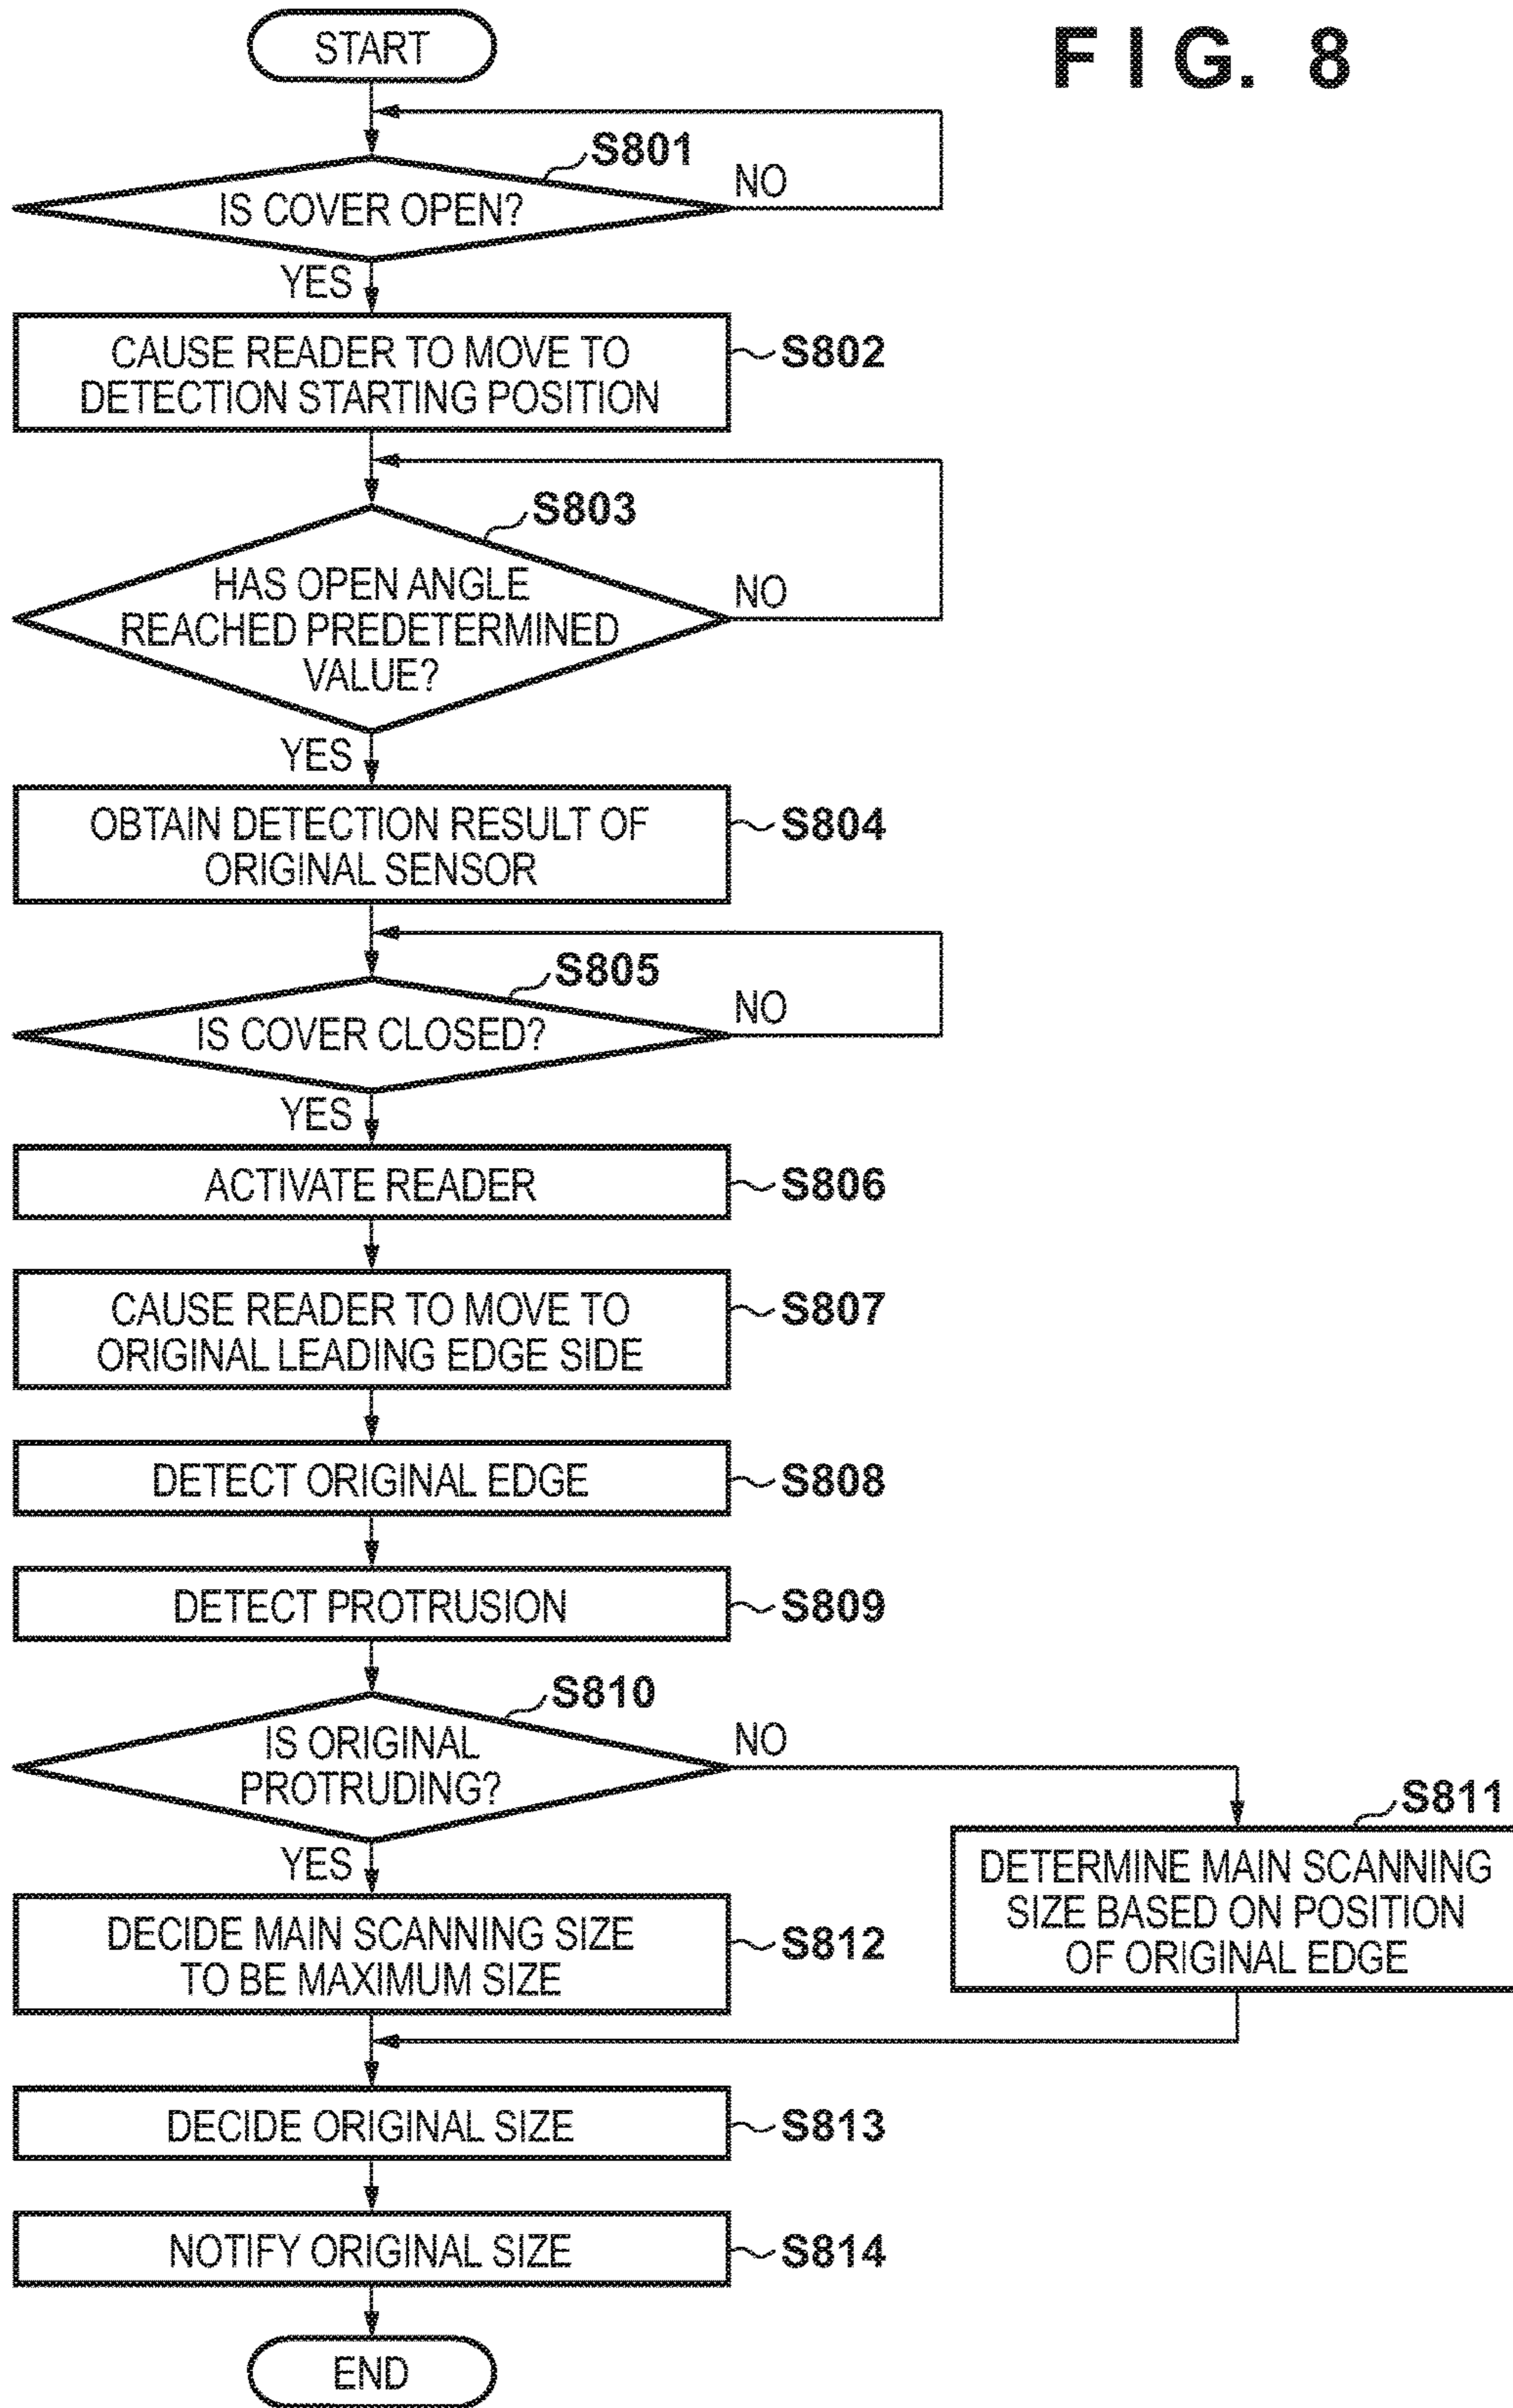 FIG. 8
START
S801
IS COVER OPEN?
NO
YES
CAUSE READER TO MOVE TO
DETECTION STARTING POSITION
S802
S803
HAS OPEN ANGLE
REACHED PREDETERMINED
VALUE?
NO
YES
OBTAIN DETECTION RESULT OF
ORIGINAL SENSOR
S804
S805
IS COVER CLOSED?
NO
YES
ACTIVATE READER
S806
CAUSE READER TO MOVE TO
ORIGINAL LEADING EDGE SIDE
S807
DETECT ORIGINAL EDGE
S808
DETECT PROTRUSION
S809
S810
IS ORIGINAL
PROTRUDING?
NO
YES
S811
DETERMINE MAIN SCANNING
SIZE BASED ON POSITION
OF ORIGINAL EDGE
DECIDE MAIN SCANNING SIZE
TO BE MAXIMUM SIZE
S812
DECIDE ORIGINAL SIZE
S813
NOTIFY ORIGINAL SIZE
S814
END